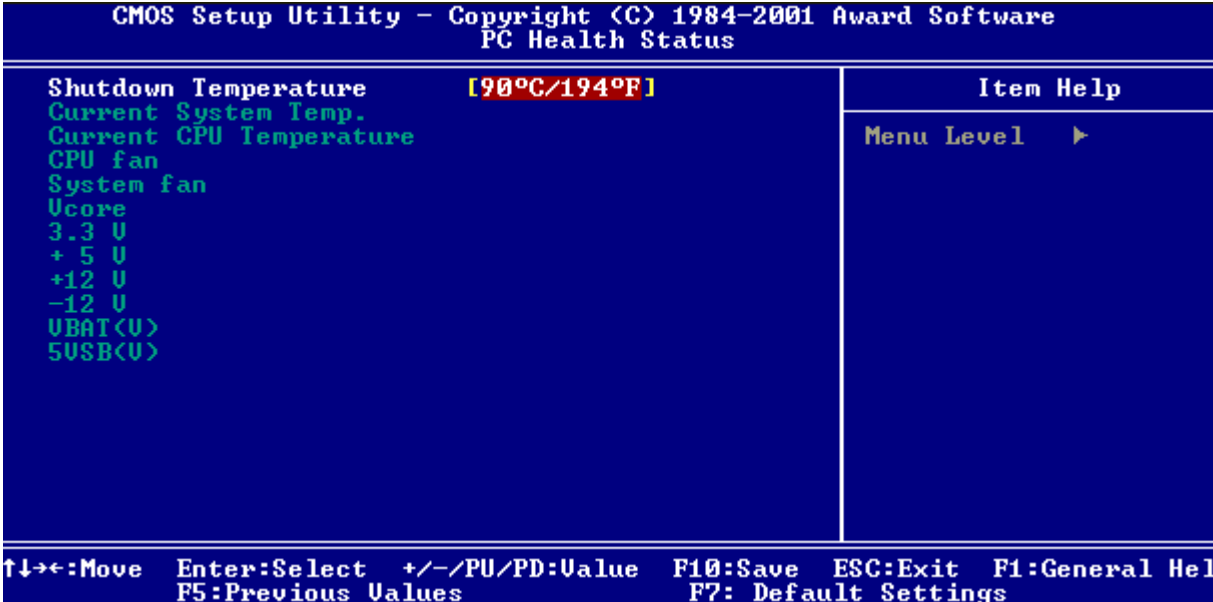 CMOS Setup Utility – Copyright (C) 1984–2001 Award Software
PC Health Status
Shutdown Temperature [90ºC/194ºF]
Current System Temp.
Current CPU Temperature
CPU fan
System fan
Vcore
3.3 V
+ 5 V
+12 V
–12 V
VBAT(V)
5VSB(V)
Item Help
Menu Level ►
↑↓→←:Move Enter:Select +/-/PU/PD:Value F10:Save ESC:Exit F1:General Hel
F5:Previous Values F7: Default Settings